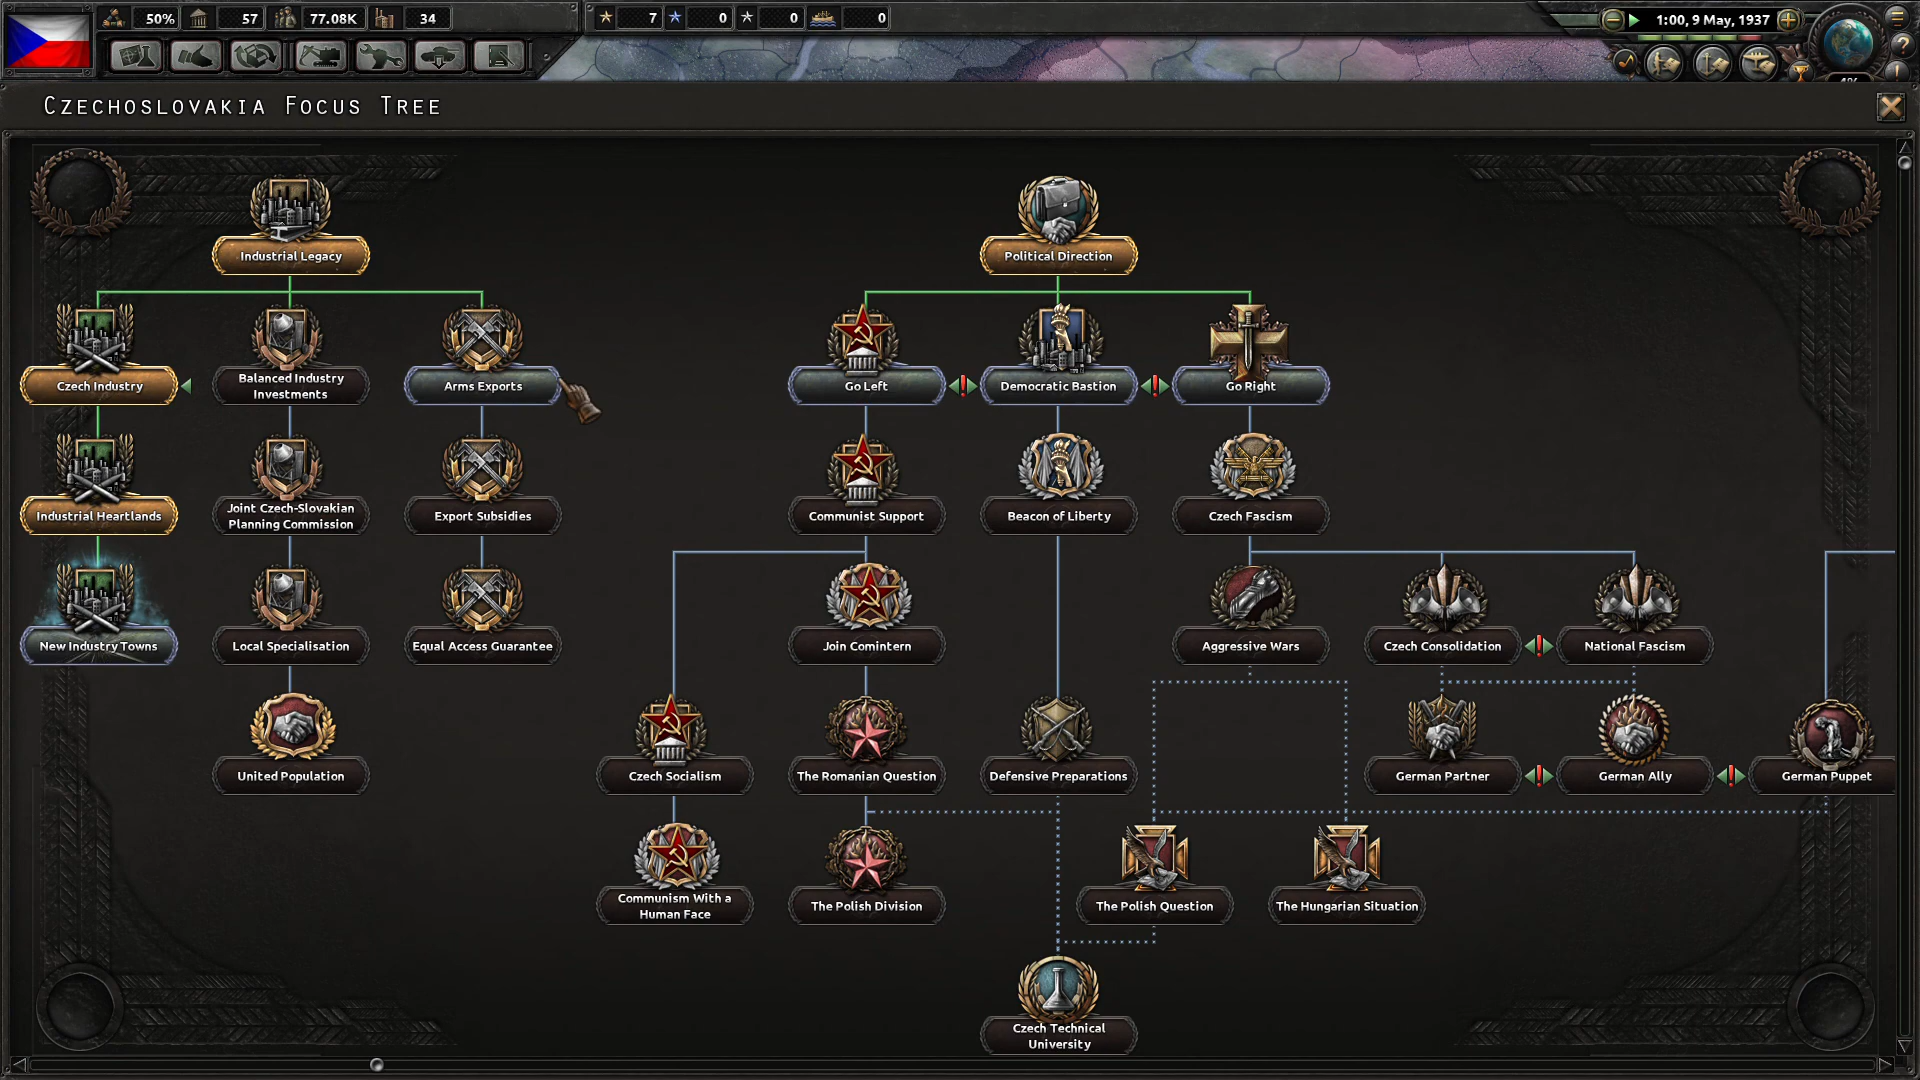 50%
57
77.08K
34
7
0
0
0
1:00, 9 May, 1937
Czechoslovakia Focus Tree
Industrial Legacy
Political Direction
Czech Industry
Balanced Industry
Investments
Arms Exports
Go Left
Democratic Bastion
Go Right
Industrial Heartlands
Joint Czech-Slovakian
Planning Commission
Export Subsidies
Communist Support
Beacon of Liberty
Czech Fascism
New Industry Towns
Local Specialisation
Equal Access Guarantee
Join Comintern
Aggressive Wars
Czech Consolidation
National Fascism
United Population
Czech Socialism
The Romanian Question
Defensive Preparations
German Partner
German Ally
German Puppet
Communism With a
Human Face
The Polish Division
The Polish Question
The Hungarian Situation
Czech Technical
University